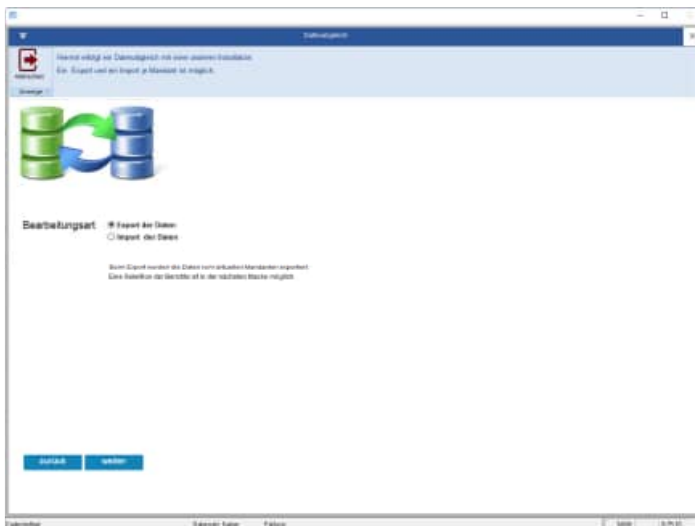 Datenabgleich
Hiermit erfolgt ein Datenabgleich mit einer anderen Installation.
Ein Export und ein Import je Mandant ist möglich.
Anzeige
Bearbeitungsart
Export der Daten
Import der Daten
Beim Export werden die Daten vom aktuellen Mandanten exportiert.
Eine Selektion der Bereiche ist in der nächsten Maske möglich.
zurück weiter